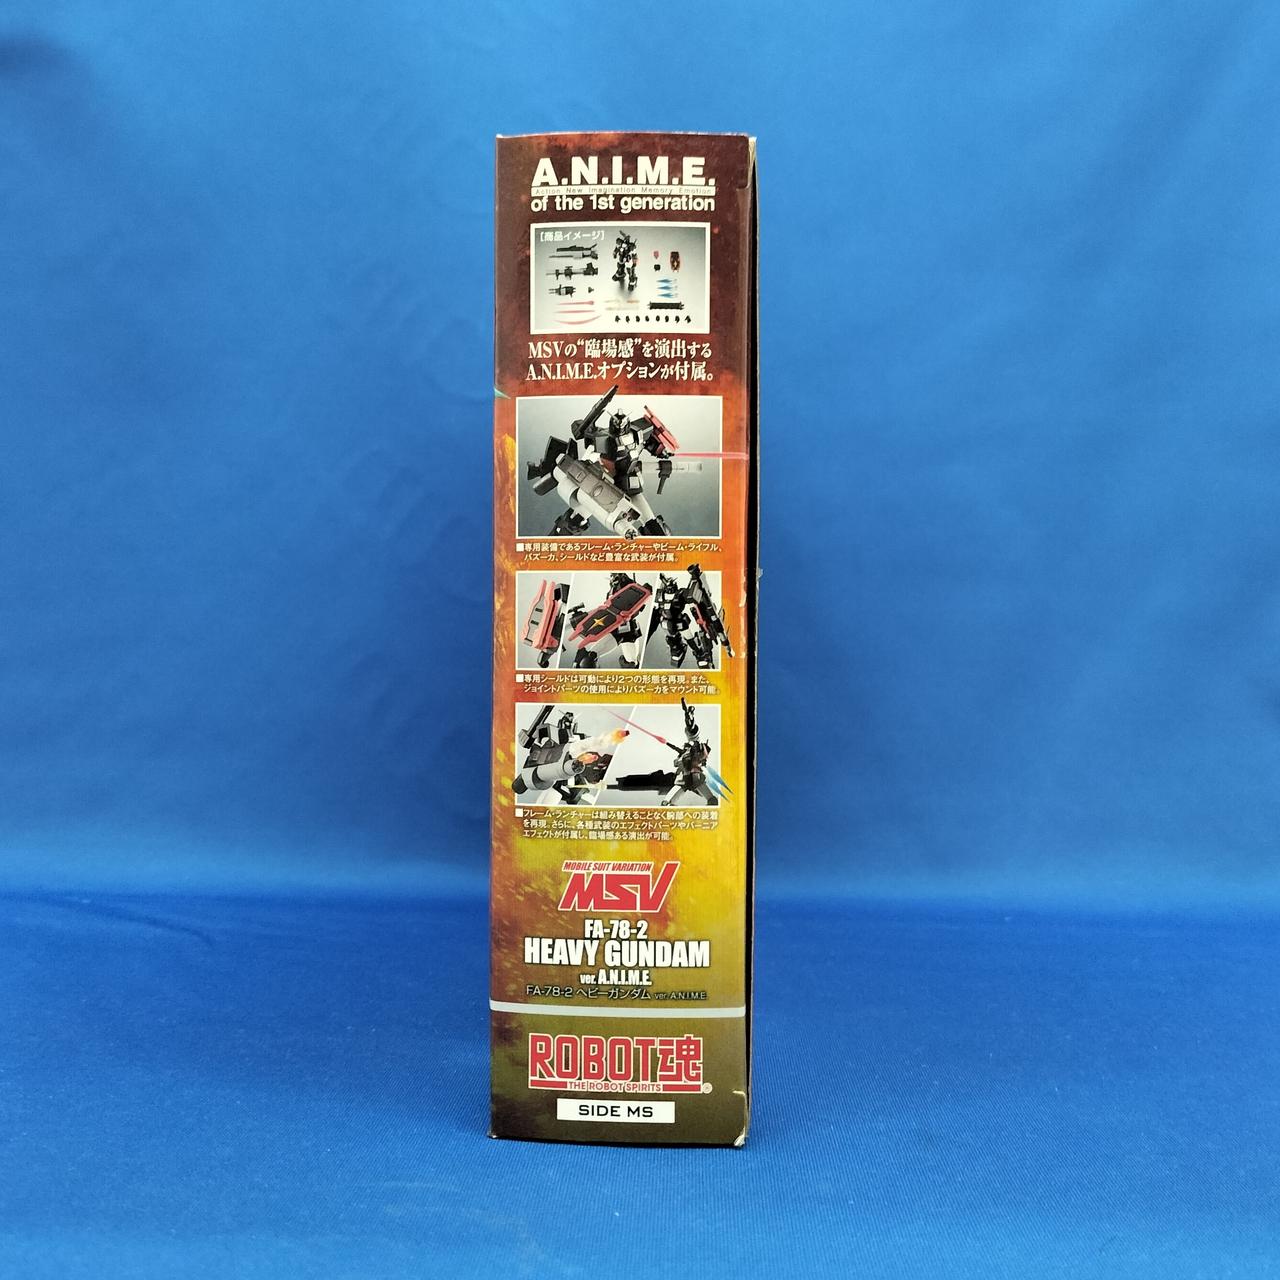 A.N.I.M.E.
Action New Imagination Memory Emotion
of the 1st generation
[商品イメージ]
MSVの“臨場感”を演出する
A.N.I.M.E.オプションが付属。
■専用装備であるフレーム・ランチャーやビーム・ライフル、
バズーカ、シールドなど豊富な武装が付属。
■専用シールドは可動により2つの形態を再現。また、
ジョイントパーツの使用によりバズーカをマウント可能。
■フレーム・ランチャーは組み替えることなく腕部への装着
を再現。さらに、各種武装のエフェクトパーツやバーニア
エフェクトが付属し、臨場感ある演出が可能。
MOBILE SUIT VARIATION
MSV
FA-78-2
HEAVY GUNDAM
ver. A.N.I.M.E.
FA-78-2 ヘビーガンダム ver. A.N.I.M.E.
ROBOT魂
THE ROBOT SPIRITS
SIDE MS